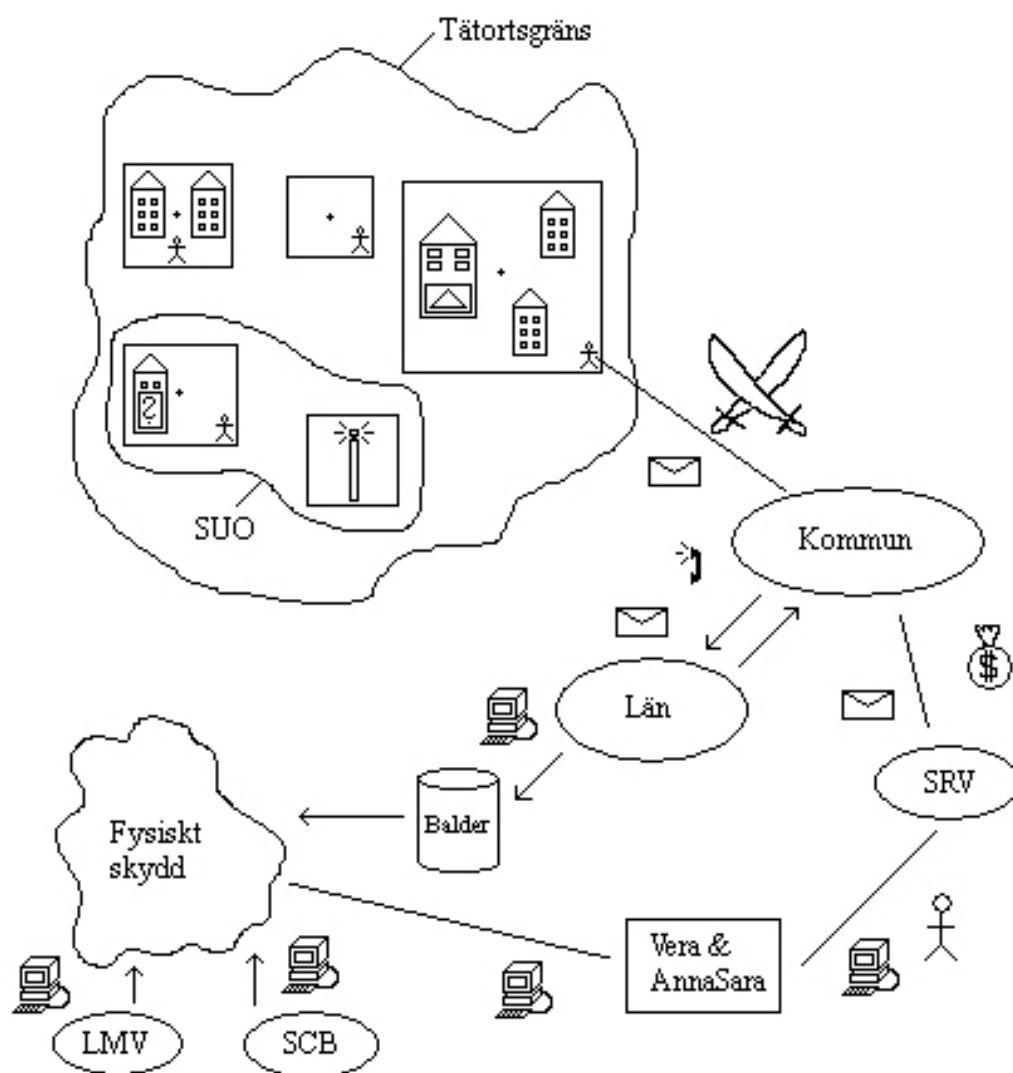 Tätortsgräns
SUO
Kommun
Län
$
SRV
Balder
Fysiskt
skydd
Vera &
AnnaSara
LMV
SCB